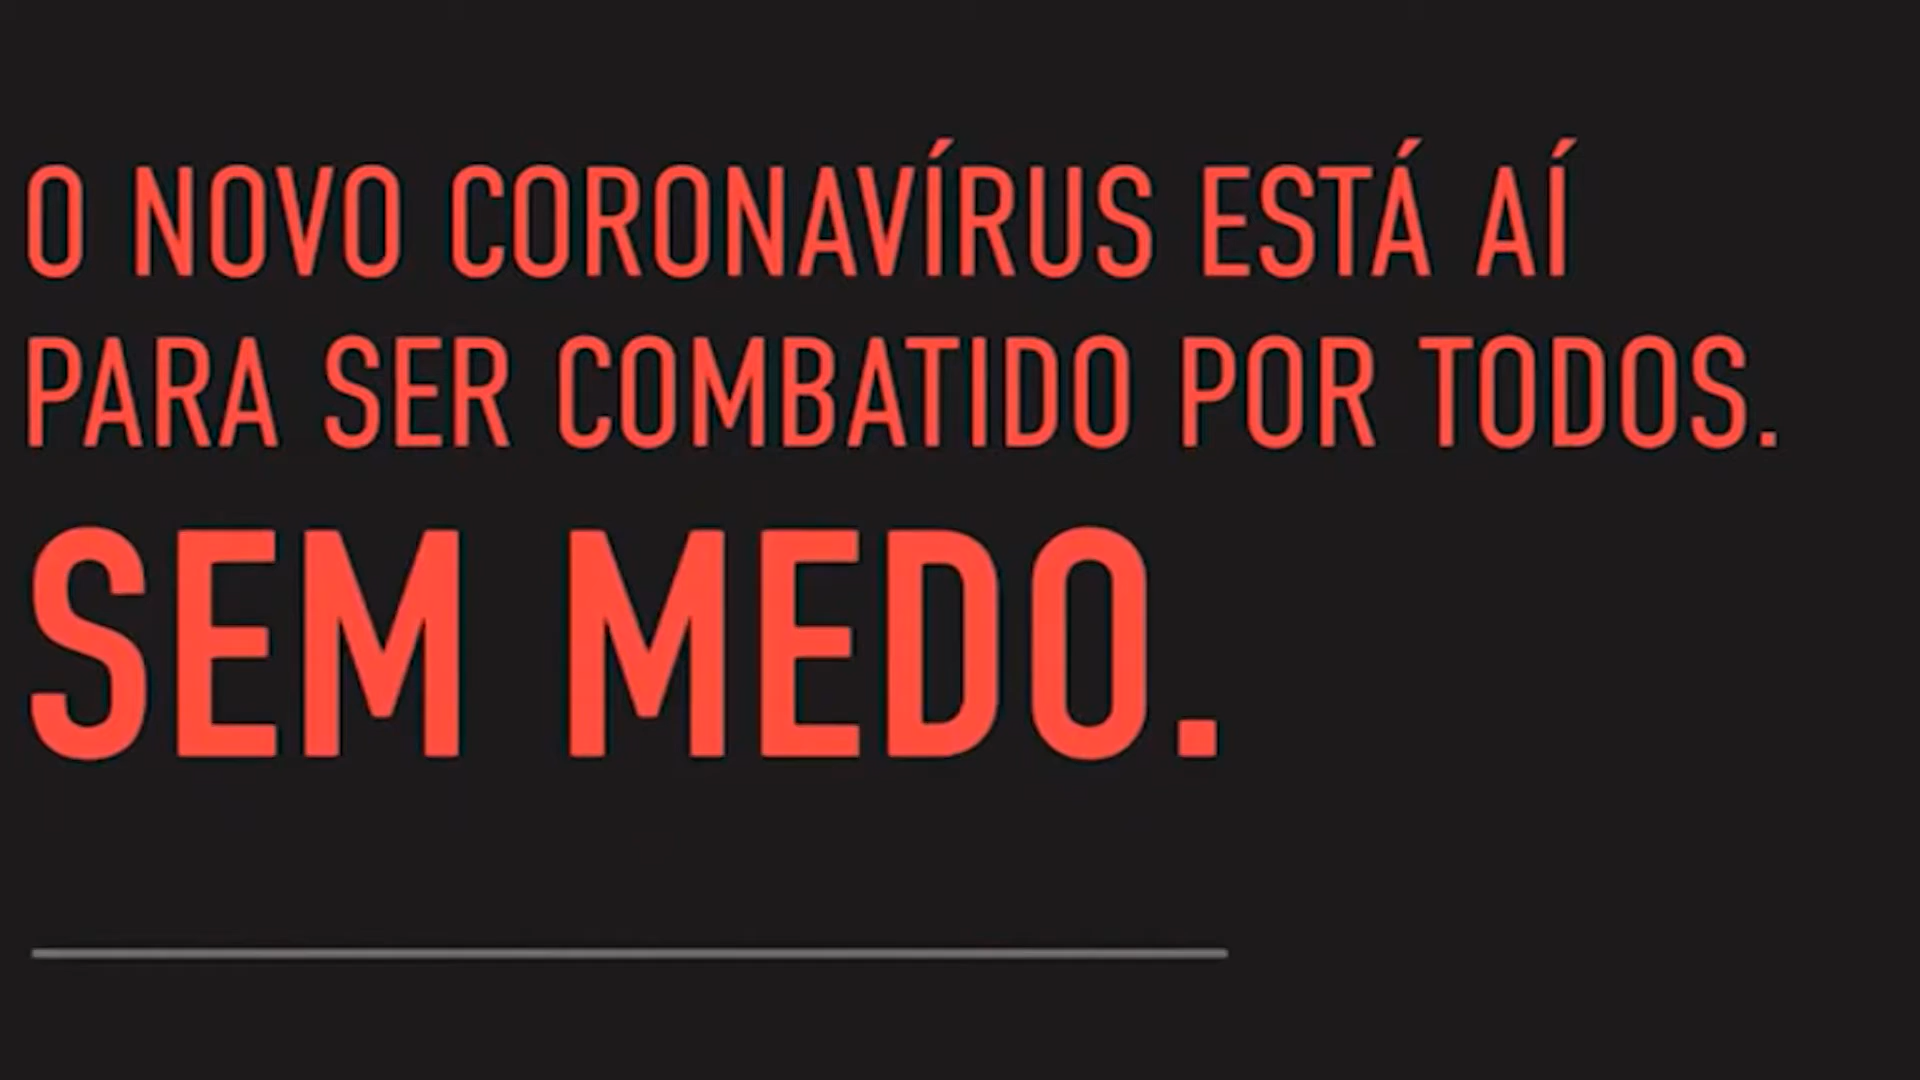 O NOVO CORONAVÍRUS ESTÁ AÍ
PARA SER COMBATIDO POR TODOS.
SEM MEDO.